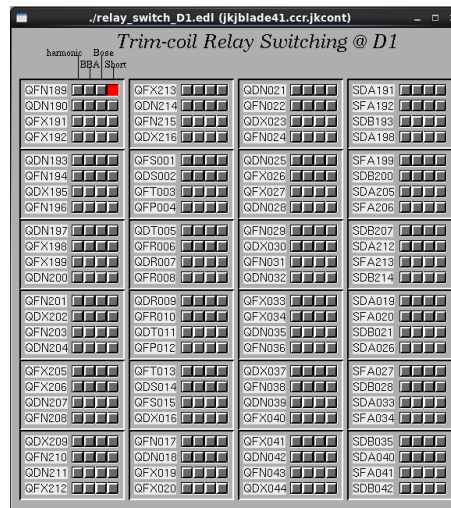 ./relay_switch_D1.edl (jkjblade41.ccr.jkcont)
Trim-coil Relay Switching @ D1
harmonic Bose
BBA Short
QFN189 QFX213 QDN021 SDA191
QDN190 QDN214 QFN022 SFA192
QFX191 QFN215 QDX023 SDB193
QFX192 QDX216 QFN024 SDA198
QDN193 QFS001 QDN025 SFA199
QFN194 QDS002 QFX026 SDB200
QDX195 QFT003 QFX027 SDA205
QFN196 QFP004 QDN028 SFA206
QDN197 QDT005 QFN029 SDB207
QFX198 QFR006 QDX030 SDA212
QFX199 QDR007 QFN031 SFA213
QDN200 QFR008 QDN032 SDB214
QFN201 QDR009 QFX033 SDA019
QDX202 QFR010 QFX034 SFA020
QFN203 QDT011 QDN035 SDB021
QDN204 QFP012 QFN036 SDA026
QFX205 QFT013 QDX037 SFA027
QFX206 QDS014 QFN038 SDB028
QDN207 QFS015 QDN039 SDA033
QFN208 QDX016 QFX040 SFA034
QDX209 QFN017 QFX041 SDB035
QFN210 QDN018 QDN042 SDA040
QDN211 QFX019 QFN043 SFA041
QFX212 QFX020 QDX044 SDB042